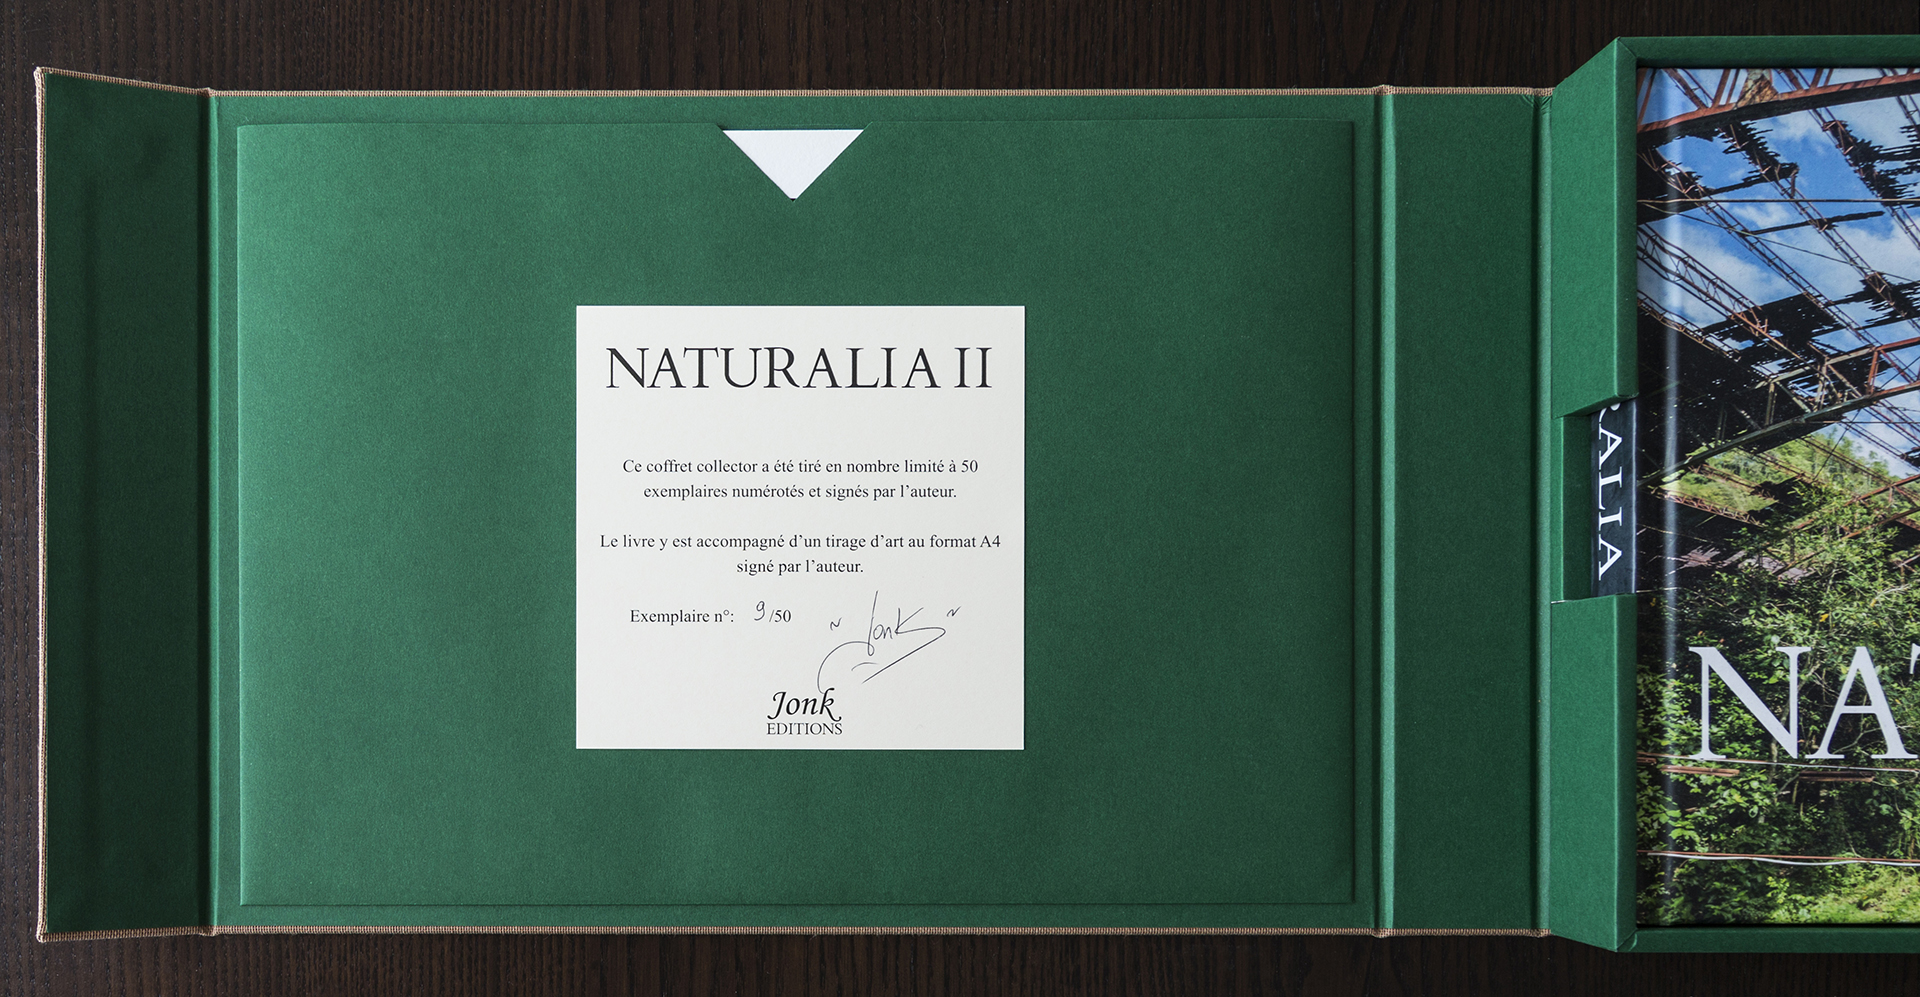 NATURALIA II
Ce coffret collector a été tiré en nombre limité à 50
exemplaires numérotés et signés par l’auteur.
Le livre y est accompagné d’un tirage d’art au format A4
signé par l’auteur.
Exemplaire n°: 9/50
~ Jonk ~
Jonk
EDITIONS
RALIA
NAT